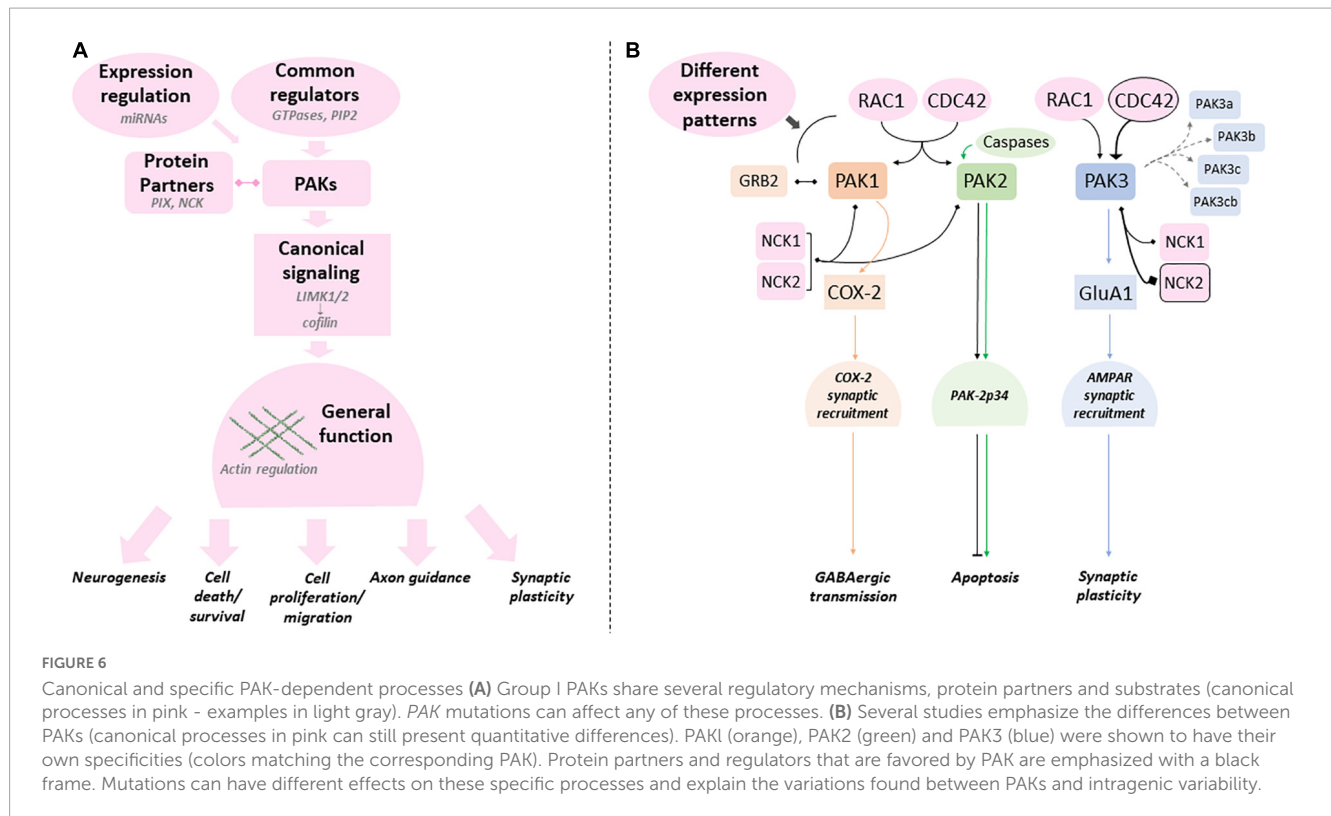 A
Expression
regulation
miRNAs
Common
regulators
GTPases, PIP2
Protein
Partners
PIX, NCK
PAKs
Canonical
signaling
LIMK1/2
↓
cofilin
General
function
Actin regulation
Neurogenesis
Cell
death/
survival
Cell
proliferation/
migration
Axon guidance
Synaptic
plasticity
B
Different
expression
patterns
RAC1
CDC42
Caspases
GRB2
PAK1
PAK2
NCK1
NCK2
COX-2
COX-2
synaptic
recruitment
PAK-2p34
GABAergic
transmission
Apoptosis
RAC1
CDC42
PAK3a
PAK3b
PAK3c
PAK3cb
PAK3
NCK1
NCK2
GluA1
AMPAR
synaptic
recruitment
Synaptic
plasticity
FIGURE 6
Canonical and specific PAK-dependent processes (A) Group I PAKs share several regulatory mechanisms, protein partners and substrates (canonical
processes in pink - examples in light gray). PAK mutations can affect any of these processes. (B) Several studies emphasize the differences between
PAKs (canonical processes in pink can still present quantitative differences). PAKl (orange), PAK2 (green) and PAK3 (blue) were shown to have their
own specificities (colors matching the corresponding PAK). Protein partners and regulators that are favored by PAK are emphasized with a black
frame. Mutations can have different effects on these specific processes and explain the variations found between PAKs and intragenic variability.